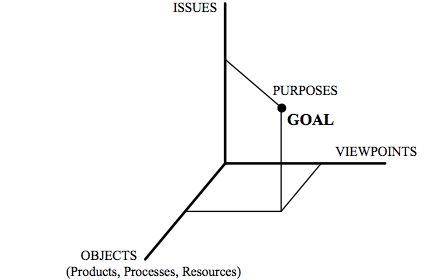 ISSUES
PURPOSES
GOAL
VIEWPOINTS
OBJECTS
(Products, Processes, Resources)